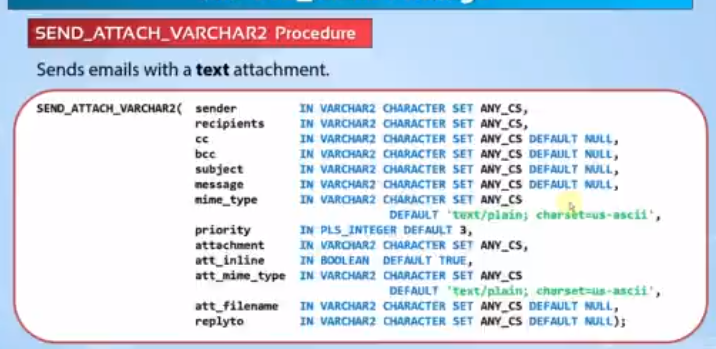 SEND_ATTACH_VARCHAR2 Procedure
Sends emails with a text attachment.
SEND_ATTACH_VARCHAR2( sender IN VARCHAR2 CHARACTER SET ANY_CS,
recipients IN VARCHAR2 CHARACTER SET ANY_CS,
cc IN VARCHAR2 CHARACTER SET ANY_CS DEFAULT NULL,
bcc IN VARCHAR2 CHARACTER SET ANY_CS DEFAULT NULL,
subject IN VARCHAR2 CHARACTER SET ANY_CS DEFAULT NULL,
message IN VARCHAR2 CHARACTER SET ANY_CS DEFAULT NULL,
mime_type IN VARCHAR2 CHARACTER SET ANY_CS
DEFAULT 'text/plain; charset=us-ascii',
priority IN PLS_INTEGER DEFAULT 3,
attachment IN VARCHAR2 CHARACTER SET ANY_CS,
att_inline IN BOOLEAN DEFAULT TRUE,
att_mime_type IN VARCHAR2 CHARACTER SET ANY_CS
DEFAULT 'text/plain; charset=us-ascii',
att_filename IN VARCHAR2 CHARACTER SET ANY_CS DEFAULT NULL,
replyto IN VARCHAR2 CHARACTER SET ANY_CS DEFAULT NULL);